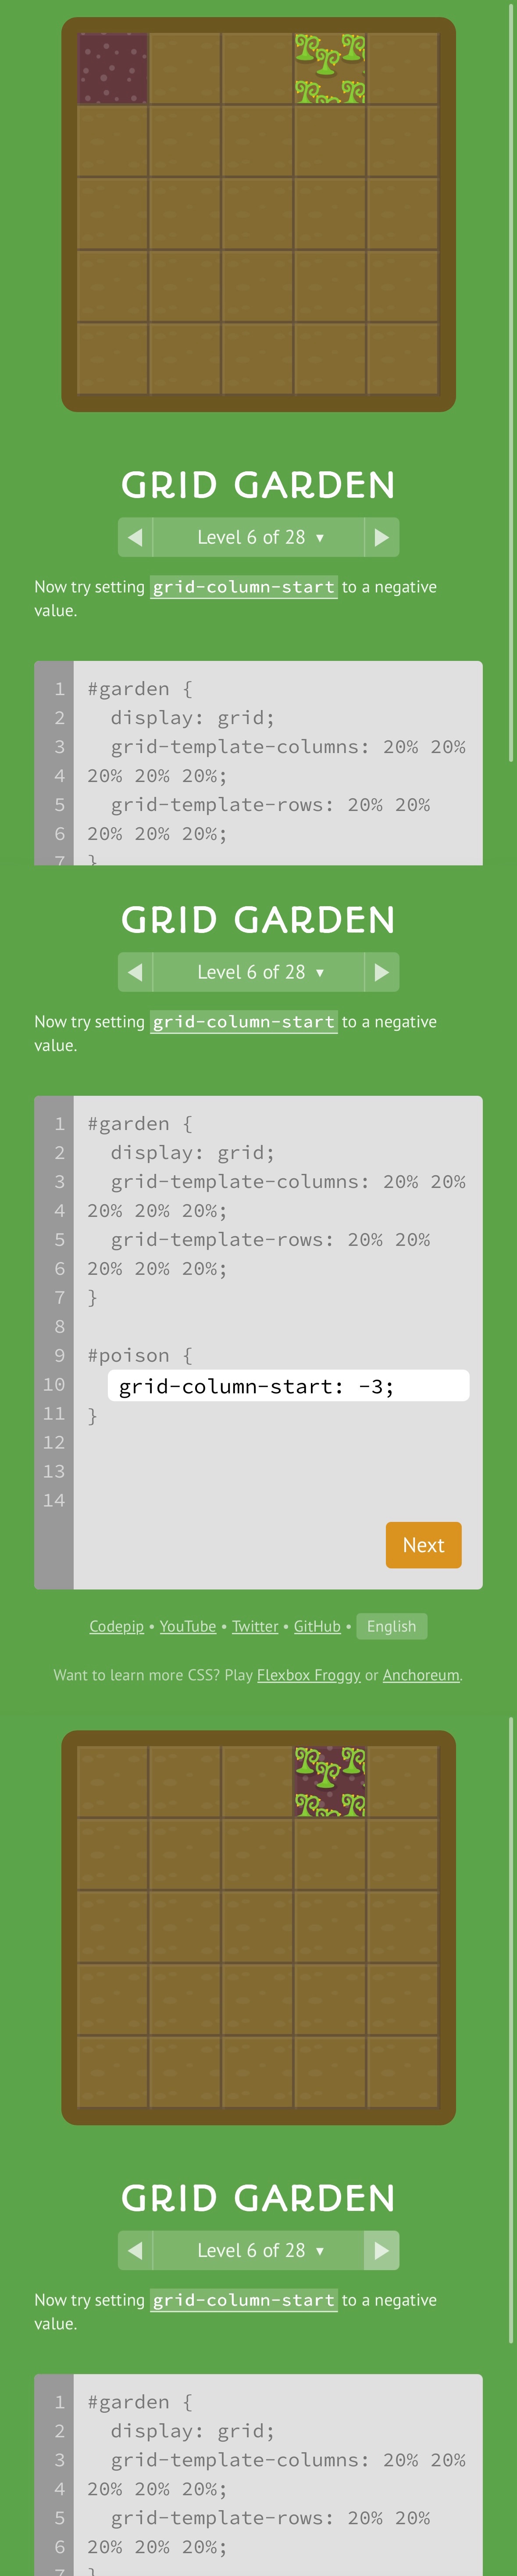 GRID GARDEN
◀ Level 6 of 28 ▼ ▶
Now try setting grid-column-start to a negative
value.
1 #garden {
2   display: grid;
3   grid-template-columns: 20% 20%
4 20% 20% 20%;
5   grid-template-rows: 20% 20%
6 20% 20% 20%;
7 }
GRID GARDEN
◀ Level 6 of 28 ▼ ▶
Now try setting grid-column-start to a negative
value.
1 #garden {
2   display: grid;
3   grid-template-columns: 20% 20%
4 20% 20% 20%;
5   grid-template-rows: 20% 20%
6 20% 20% 20%;
7 }
8
9 #poison {
10   grid-column-start: -3;
11 }
12
13
14
Next
Codepip • YouTube • Twitter • GitHub • English
Want to learn more CSS? Play Flexbox Froggy or Anchoreum.
GRID GARDEN
◀ Level 6 of 28 ▼ ▶
Now try setting grid-column-start to a negative
value.
1 #garden {
2   display: grid;
3   grid-template-columns: 20% 20%
4 20% 20% 20%;
5   grid-template-rows: 20% 20%
6 20% 20% 20%;
7 }